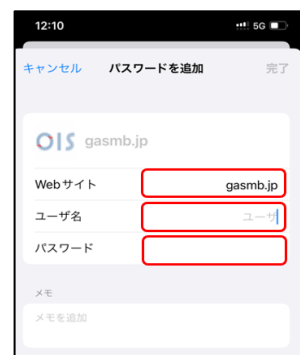 12:10 5G
キャンセル パスワードを追加 完了
OIS gasmb.jp
Webサイト gasmb.jp
ユーザ名 ユーザ
パスワード
メモ
メモを追加